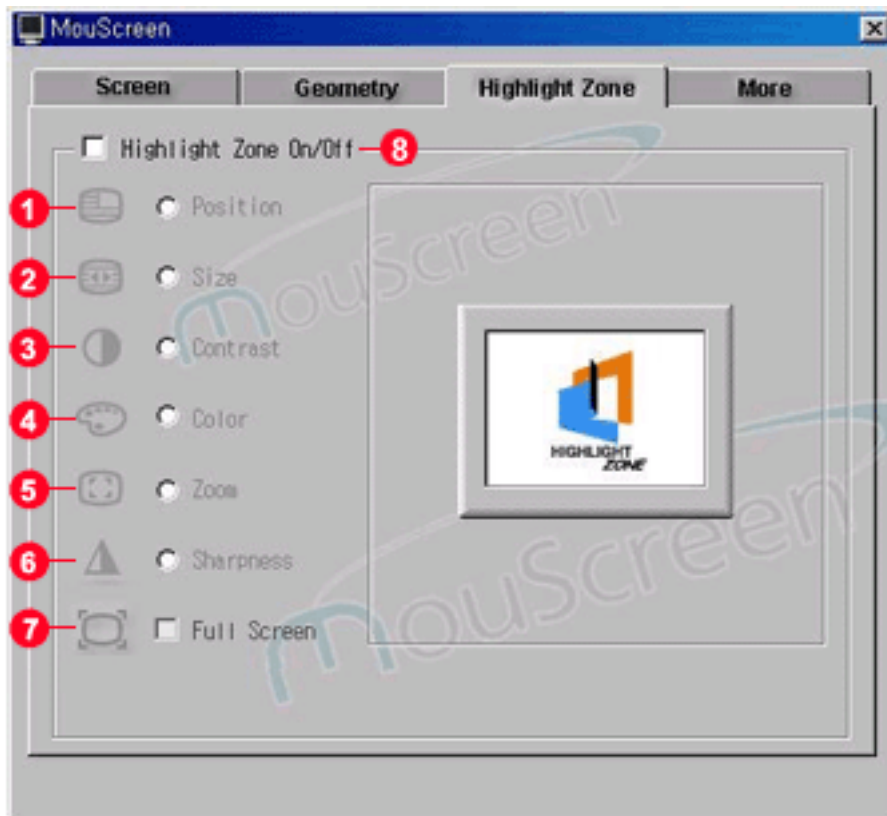 MouScreen
Screen Geometry Highlight Zone More
Highlight Zone On/Off 8
1 Position
2 Size
3 Contrast
4 Color
5 Zoom
6 Sharpness
7 Full Screen
HIGHLIGHT
ZONE
MouScreen
MouScreen